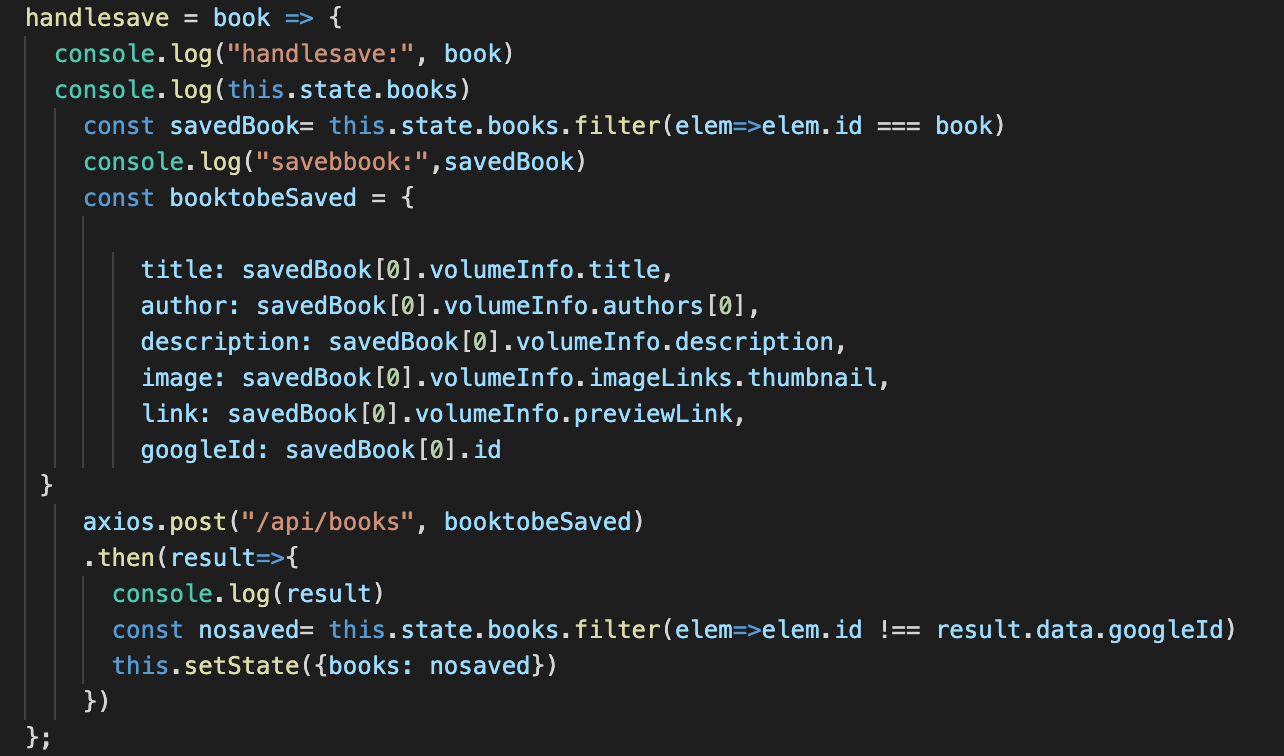 handlesave = book => {
  console.log("handlesave:", book)
  console.log(this.state.books)
    const savedBook= this.state.books.filter(elem=>elem.id === book)
    console.log("savebbook:",savedBook)
    const booktobeSaved = {

        title: savedBook[0].volumeInfo.title,
        author: savedBook[0].volumeInfo.authors[0],
        description: savedBook[0].volumeInfo.description,
        image: savedBook[0].volumeInfo.imageLinks.thumbnail,
        link: savedBook[0].volumeInfo.previewLink,
        googleId: savedBook[0].id
 }
    axios.post("/api/books", booktobeSaved)
    .then(result=>{
      console.log(result)
      const nosaved= this.state.books.filter(elem=>elem.id !== result.data.googleId)
      this.setState({books: nosaved})
    })
};